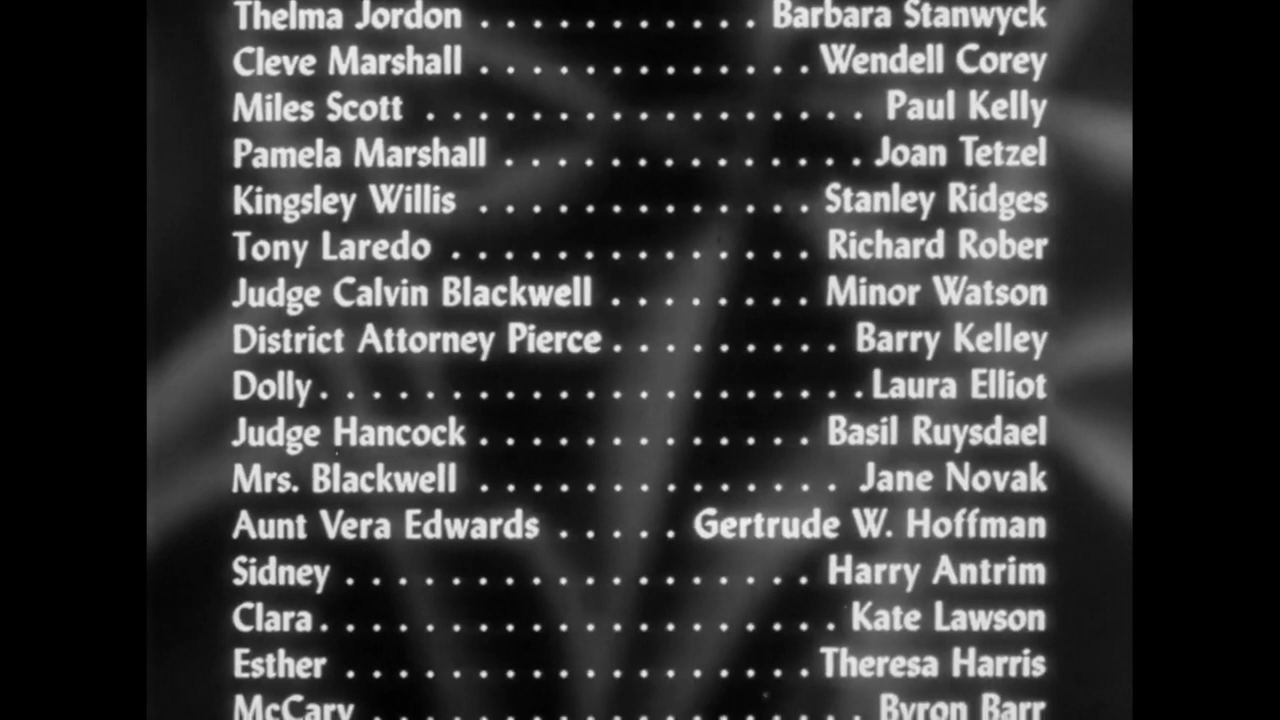 Thelma Jordon . . . . . . . . . . . Barbara Stanwyck
Cleve Marshall . . . . . . . . . . . . . Wendell Corey
Miles Scott . . . . . . . . . . . . . . . . . Paul Kelly
Pamela Marshall . . . . . . . . . . . . . . Joan Tetzel
Kingsley Willis . . . . . . . . . . . . . Stanley Ridges
Tony Laredo . . . . . . . . . . . . . . Richard Rober
Judge Calvin Blackwell . . . . . . . . Minor Watson
District Attorney Pierce . . . . . . . . . Barry Kelley
Dolly . . . . . . . . . . . . . . . . . . . . . Laura Elliot
Judge Hancock . . . . . . . . . . . . . Basil Ruysdael
Mrs. Blackwell . . . . . . . . . . . . . . Jane Novak
Aunt Vera Edwards . . . . . Gertrude W. Hoffman
Sidney . . . . . . . . . . . . . . . . . . Harry Antrim
Clara . . . . . . . . . . . . . . . . . . . . Kate Lawson
Esther . . . . . . . . . . . . . . . . . . Theresa Harris
McCary . . . . . . . . . . . . . . . . . . . Byron Barr